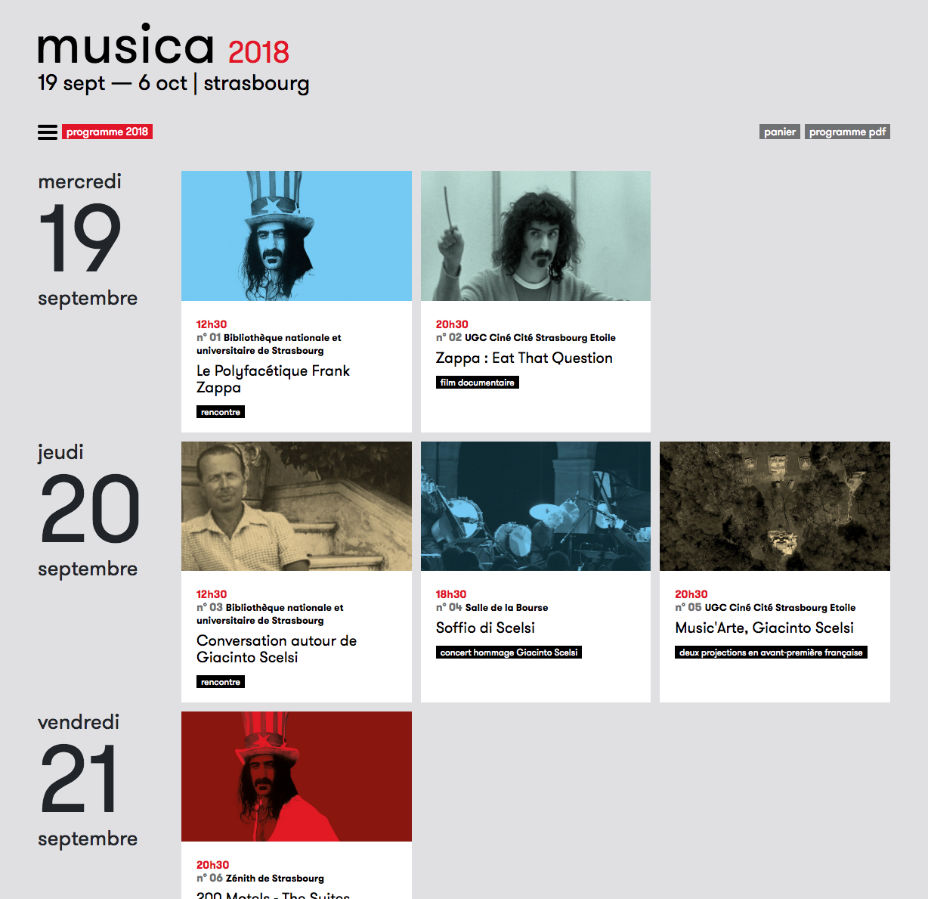 musica 2018
19 sept — 6 oct | strasbourg
programme 2018
panier
programme pdf
mercredi
19
septembre
12h30
n° 01 Bibliothèque nationale et
universitaire de Strasbourg
Le Polyfacétique Frank
Zappa
rencontre
20h30
n° 02 UGC Ciné Cité Strasbourg Etoile
Zappa : Eat That Question
film documentaire
jeudi
20
septembre
12h30
n° 03 Bibliothèque nationale et
universitaire de Strasbourg
Conversation autour de
Giacinto Scelsi
rencontre
18h30
n° 04 Salle de la Bourse
Soffio di Scelsi
concert hommage Giacinto Scelsi
20h30
n° 05 UGC Ciné Cité Strasbourg Etoile
Music'Arte, Giacinto Scelsi
deux projections en avant-première française
vendredi
21
septembre
20h30
n° 06 Zénith de Strasbourg
200 Motels - The Suites